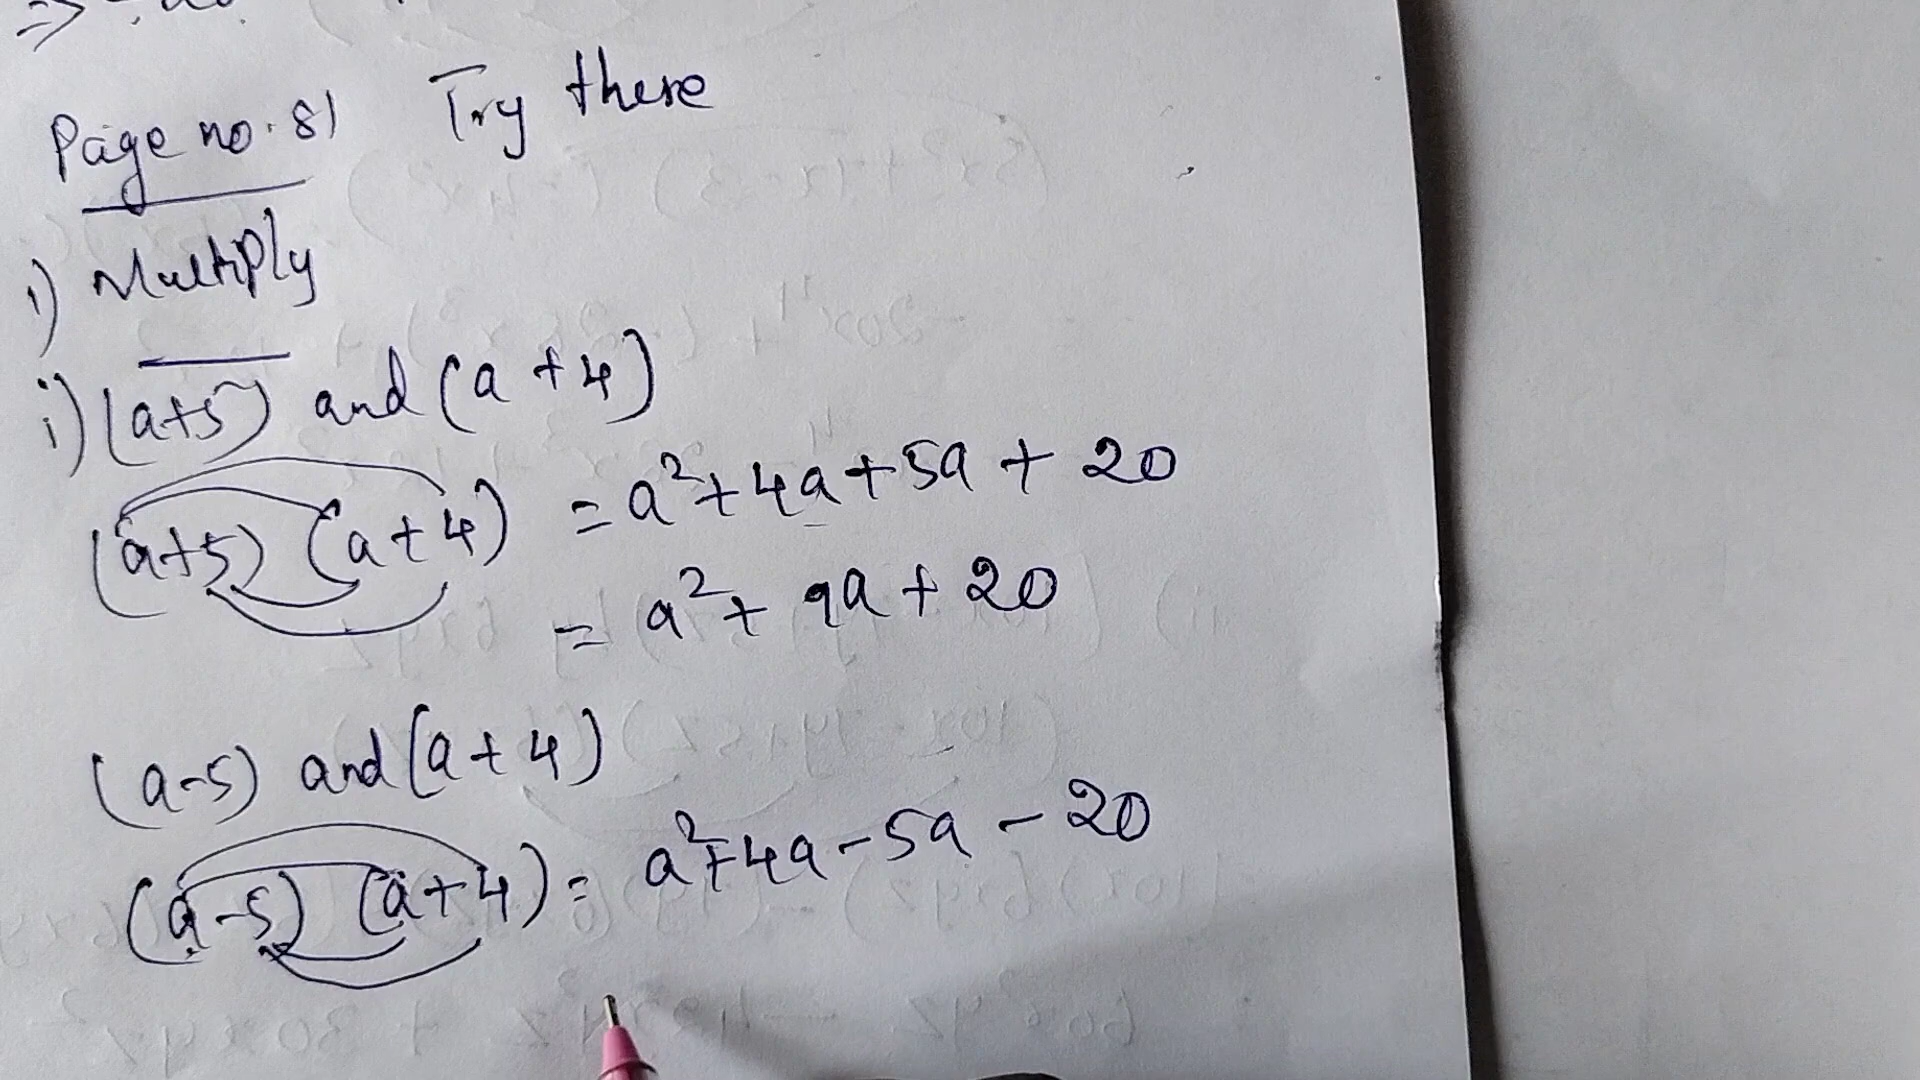 Page no. 81 Try there
1) Multiply
i) (a+5) and (a+4)
(a+5) (a+4) = a²+4a+5a+20
= a²+9a+20
(a-5) and (a+4)
(a-5) (a+4) = a²+4a-5a-20